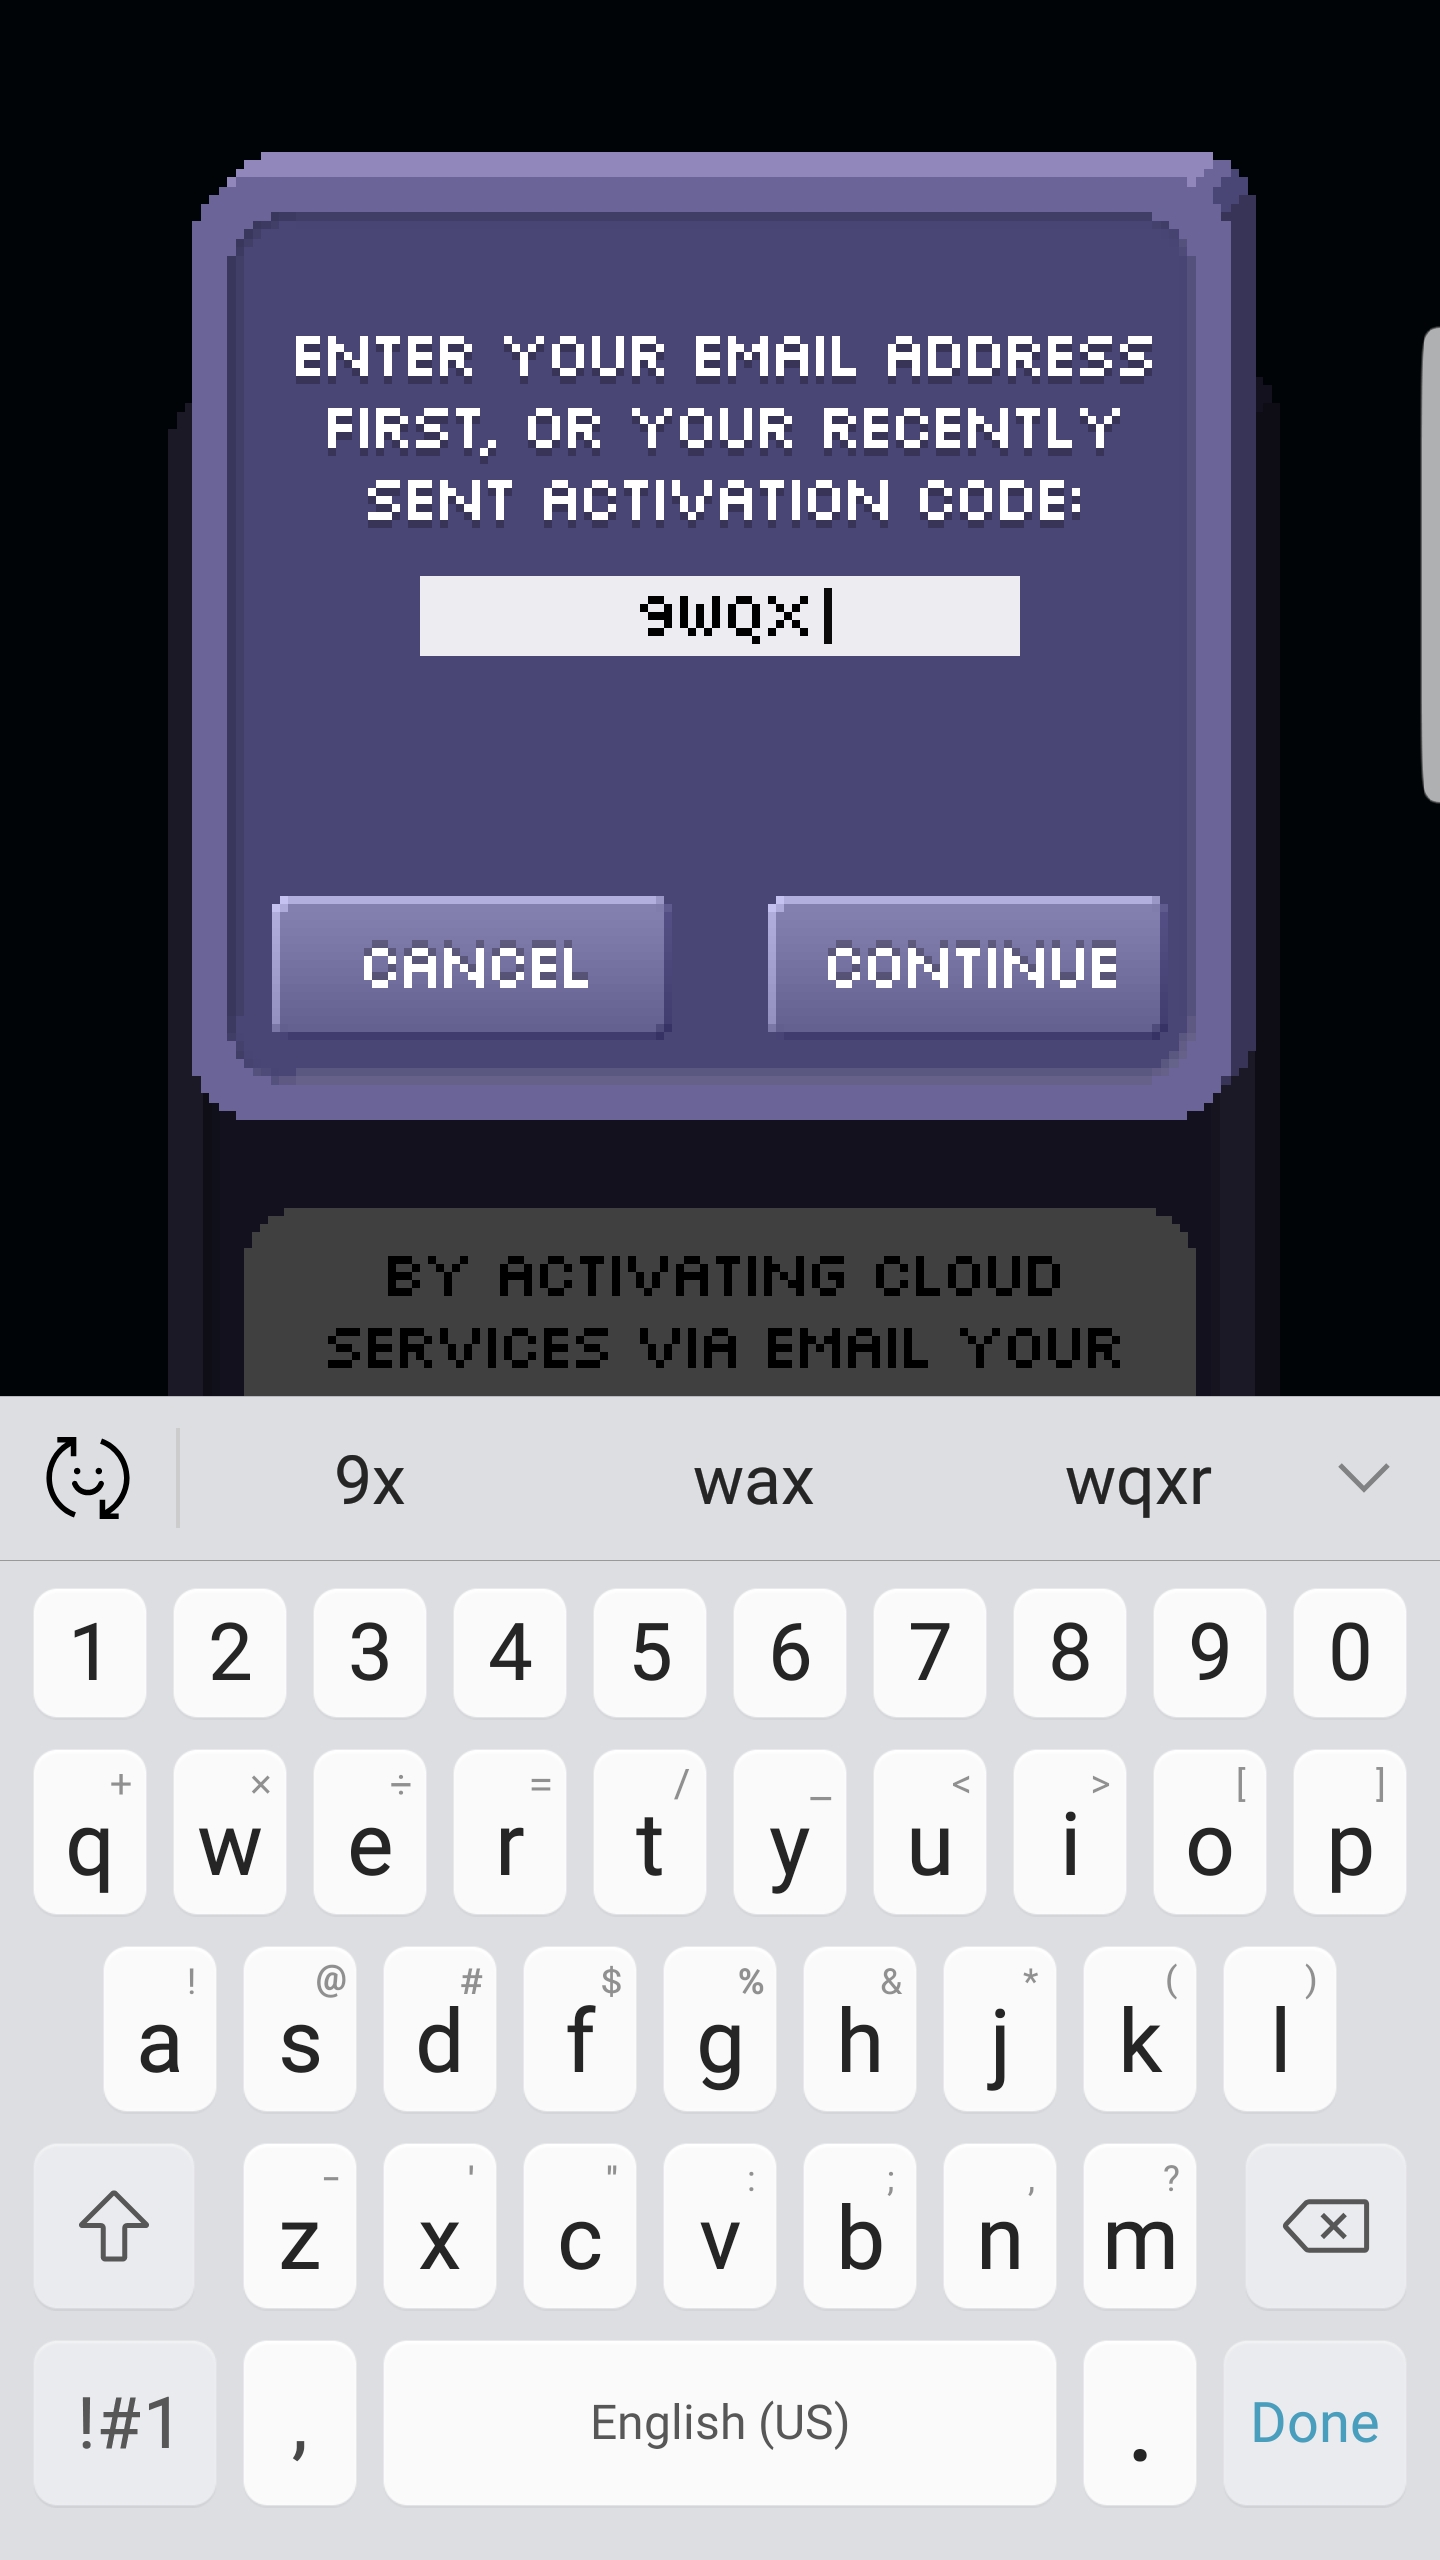 ENTER YOUR EMAIL ADDRESS
FIRST, OR YOUR RECENTLY
SENT ACTIVATION CODE:
9WQX
CANCEL CONTINUE
BY ACTIVATING CLOUD
SERVICES VIA EMAIL YOUR
9x wax wqxr
1 2 3 4 5 6 7 8 9 0
+ × ÷ = / _ < > [ ]
q w e r t y u i o p
! @ # $ % & * ( )
a s d f g h j k l
- ' " : ; , ?
z x c v b n m
!#1 , English (US) . Done